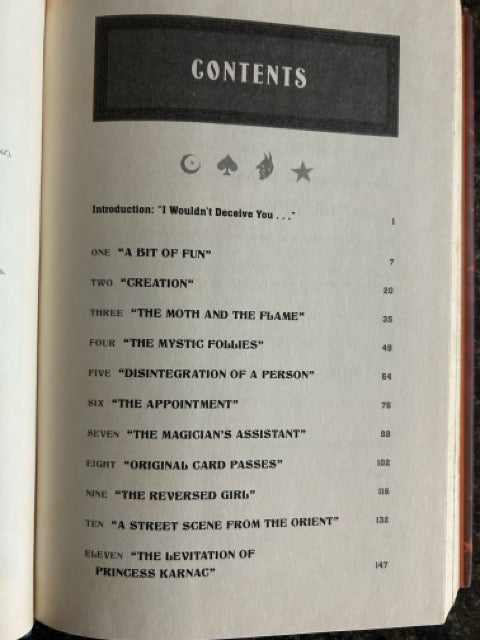 CONTENTS
Introduction: "I Wouldn't Deceive You . . ." 1
ONE "A BIT OF FUN" 7
TWO "CREATION" 20
THREE "THE MOTH AND THE FLAME" 35
FOUR "THE MYSTIC FOLLIES" 49
FIVE "DISINTEGRATION OF A PERSON" 64
SIX "THE APPOINTMENT" 76
SEVEN "THE MAGICIAN'S ASSISTANT" 88
EIGHT "ORIGINAL CARD PASSES" 102
NINE "THE REVERSED GIRL" 116
TEN "A STREET SCENE FROM THE ORIENT" 132
ELEVEN "THE LEVITATION OF
PRINCESS KARNAC" 147